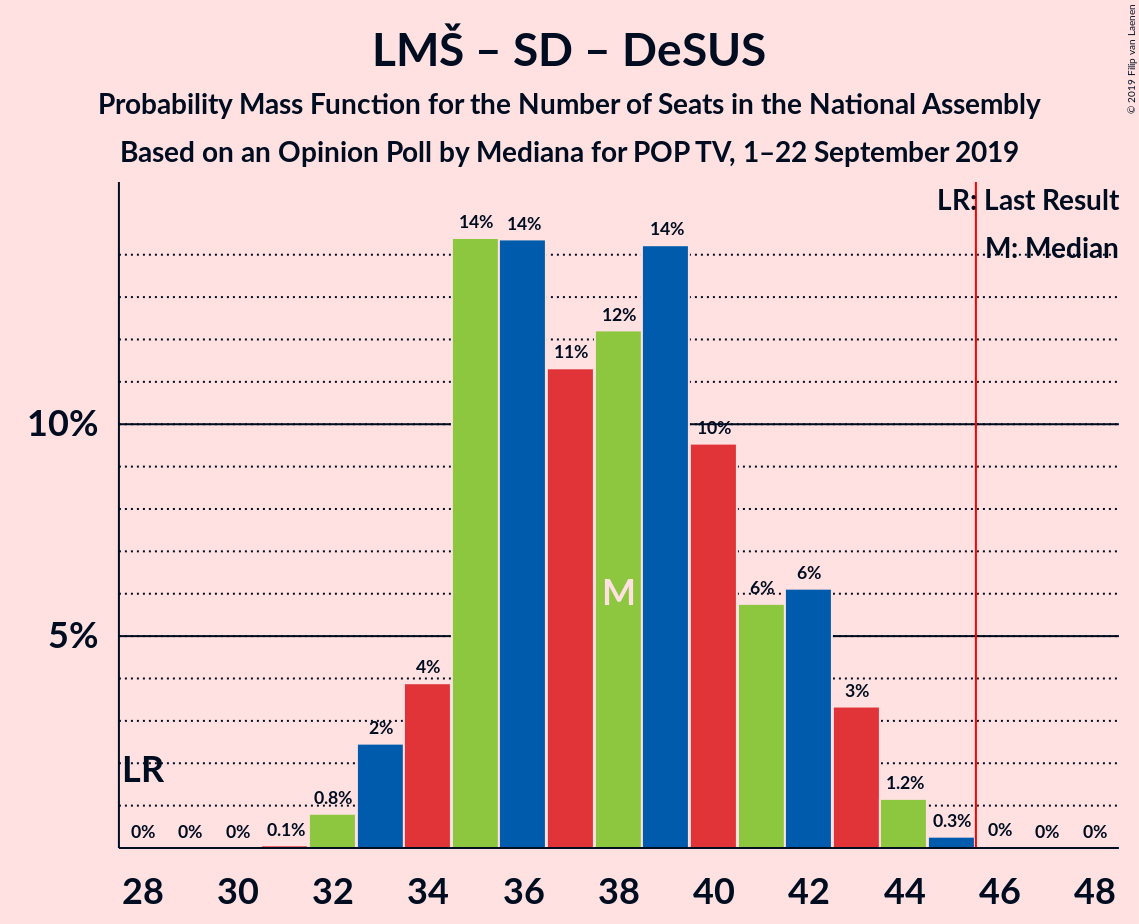 LMŠ – SD – DeSUS
Probability Mass Function for the Number of Seats in the National Assembly
Based on an Opinion Poll by Mediana for POP TV, 1–22 September 2019
© 2019 Filip van Laenen
LR: Last Result
M: Median
10%
5%
14%
14%
14%
12%
11%
10%
6%
6%
4%
3%
2%
1.2%
0.8%
0.3%
0.1%
0%
0%
0%
0%
0%
0%
M
LR
28 30 32 34 36 38 40 42 44 46 48